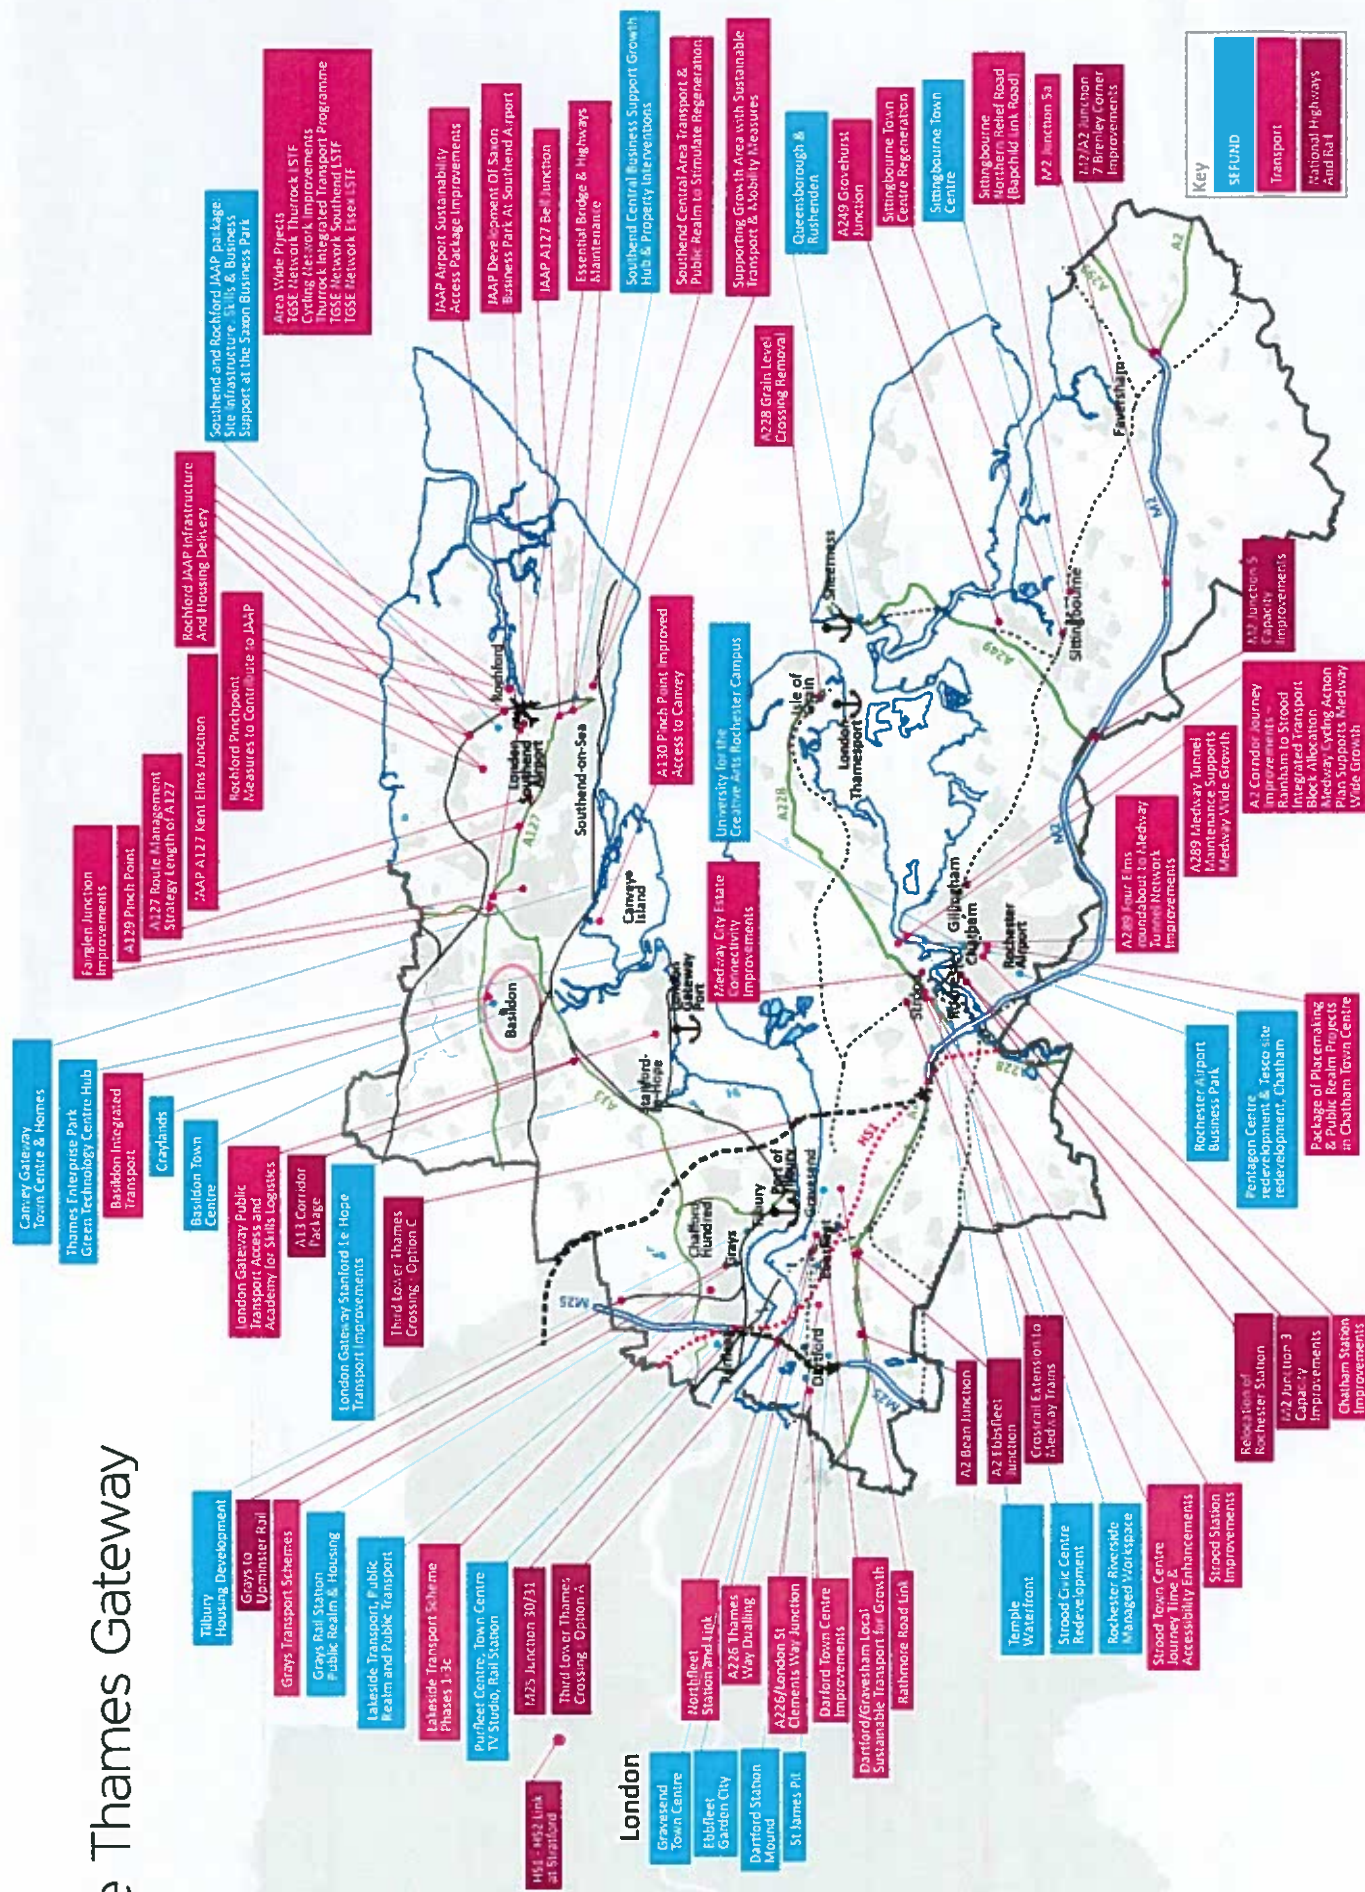 Thames Gateway
Canvey Gateway
Town Centre & Homes
Thames Enterprise Park
Green Technology Centre Hub
Basildon Integrated
Transport
Craylands
Basildon Town
Centre
London Gateway Public
Transport Access and
Academy for Skills Logistics
A13 Corridor
Package
London Gateway Stanford Le Hope
Transport Improvements
Third Lower Thames
Crossing - Option C
Fairglen Junction
Improvements
A129 Pinch Point
A127 Route Management
Strategy Length of A127
JAAP A127 Kent Elms Junction
Rochford Pinchpoint
Measures to Contribute to JAAP
Rochford JAAP Infrastructure
And Housing Delivery
Southend and Rochford JAAP package:
Site Infrastructure, Skills & Business
Support at the Saxon Business Park
Area Wide Prjects
TGSE Network Thurrock LSTF
Cycling Network Improvements
Thurrock Integrated Transport Programme
TGSE Network Southend LSTF
TGSE Network Essex LSTF
JAAP Airport Sustainability
Access Package Improvements
JAAP Development Of Saxon
Business Park At Southend Airport
JAAP A127 Bell Junction
Essential Bridge & Highways
Maintenance
Southend Central Business Support Growth
Hub & Property Interventions
Southend Central Area Transport &
Public Realm to Stimulate Regeneration
Supporting Growth Area with Sustainable
Transport & Mobility Measures
A130 Pinch Point Improved
Access to Canvey
University for the
Creative Arts Rochester Campus
Medway City Estate
Connectivity
Improvements
A228 Grain Level
Crossing Removal
Queensborough &
Rushenden
A249 Grovehurst
Junction
Sittingbourne Town
Centre Regeneration
Sittingbourne Town
Centre
Sittingbourne
Northern Relief Road
(Bapchild Link Road)
M2 Junction 5a
M2/A2 Junction
7 Brenley Corner
Improvements
Key
SEFUND
Transport
National Highways
And Rail
Tilbury
Housing Development
Grays to
Upminster Rail
Grays Transport Schemes
Grays Rail Station
Public Realm & Housing
Lakeside Transport, Public
Realm and Public Transport
Lakeside Transport Scheme
Phases 1-3c
Purfleet Centre, Town Centre
TV Studio, Rail Station
M25 Junction 30/31
Third Lower Thames
Crossing - Option A
HS1 - HS2 Link
at Stratford
London
Gravesend
Town Centre
Ebbfleet
Garden City
Dartford Station
Mound
St James Pit
Northfleet
Station and Link
A226 Thames
Way Dualling
A226/London St
Clements Way Junction
Darford Town Centre
Improvements
Dartford/Gravesham Local
Sustainable Transport for Growth
Rathmore Road Link
A2 Bean Junction
A2 Ebbsfleet
Junction
Crossrail Extension to
Medway Trains
Temple
Waterfront
Strood Civic Centre
Redevelopment
Rochester Riverside
Managed Workspace
Strood Town Centre
Journey Time &
Accessibility Enhancements
Strood Station
Improvements
Relocation of
Rochester Station
M2 Junction 3
Capacity
Improvements
Chatham Station
Improvements
Rochester Airport
Business Park
Pentagon Centre
redevelopment & Tesco site
redevelopment, Chatham
Package of Placemaking
& Public Realm Projects
in Chatham Town Centre
A289 Four Elms
roundabout to Medway
Tunnel Network
Improvements
A289 Medway Tunnel
Maintenance Supports
Medway Wide Growth
A2 Corridor Journey
Improvements -
Rainham to Strood
Integrated Transport
Block Allocation
Medway Cycling Action
Plan Supports Medway
Wide Growth
M2 Junction 5
Capacity
Improvements
Rochford
London
Southend
Airport
Southend-on-Sea
A127
Basildon
Canvey
Island
A13
Stanford-
le-Hope
London
Gateway
Port
Chafford
Hundred
Grays
Tilbury
Port of
Tilbury
Gravesend
M25
Dartford
M25
HS1
A2
A228
A228
Strood
Rochester
Gillingham
Chatham
Rochester
Airport
Isle of
Grain
London
Thamesport
Sheerness
A249
Sittingbourne
Faversham
M2
M2
A299
A2